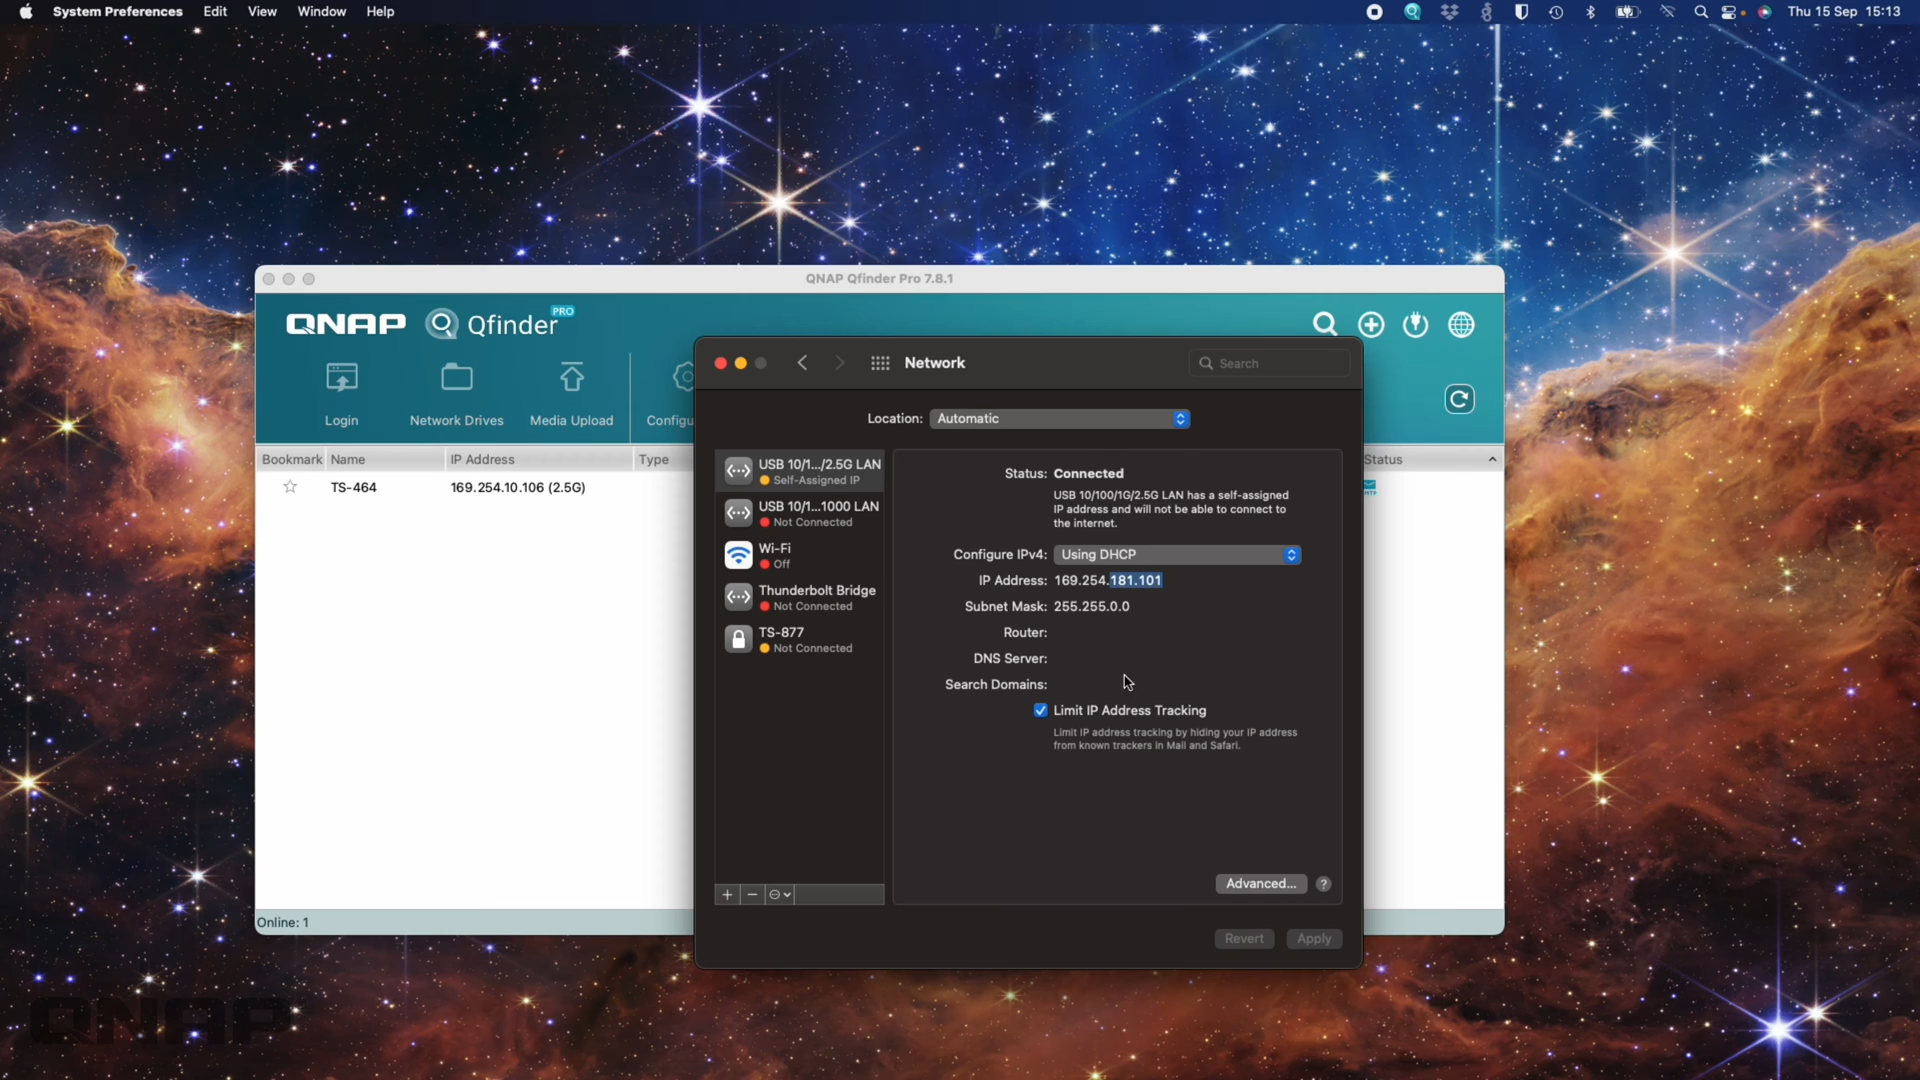 System Preferences Edit View Window Help
Thu 15 Sep 15:13
QNAP Qfinder Pro 7.8.1
QNAP Qfinder PRO
Login
Network Drives
Media Upload
Configu
Bookmark Name IP Address Type
Status
TS-464 169.254.10.106 (2.5G)
Online: 1
Network
Search
Location: Automatic
USB 10/1.../2.5G LAN
Self-Assigned IP
USB 10/1...1000 LAN
Not Connected
Wi-Fi
Off
Thunderbolt Bridge
Not Connected
TS-877
Not Connected
Status: Connected
USB 10/100/1G/2.5G LAN has a self-assigned
IP address and will not be able to connect to
the internet.
Configure IPv4: Using DHCP
IP Address: 169.254.181.101
Subnet Mask: 255.255.0.0
Router:
DNS Server:
Search Domains:
Limit IP Address Tracking
Limit IP address tracking by hiding your IP address
from known trackers in Mail and Safari.
Advanced... ?
Revert Apply
QNAP